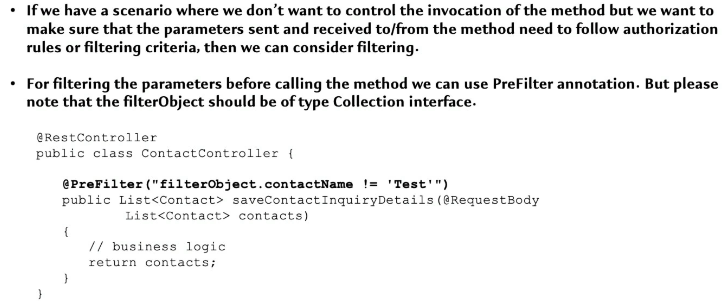 • If we have a scenario where we don't want to control the invocation of the method but we want to
make sure that the parameters sent and received to/from the method need to follow authorization
rules or filtering criteria, then we can consider filtering.
• For filtering the parameters before calling the method we can use PreFilter annotation. But please
note that the filterObject should be of type Collection interface.
@RestController
public class ContactController {
@PreFilter("filterObject.contactName != 'Test'")
public List<Contact> saveContactInquiryDetails(@RequestBody
List<Contact> contacts)
{
// business logic
return contacts;
}
}